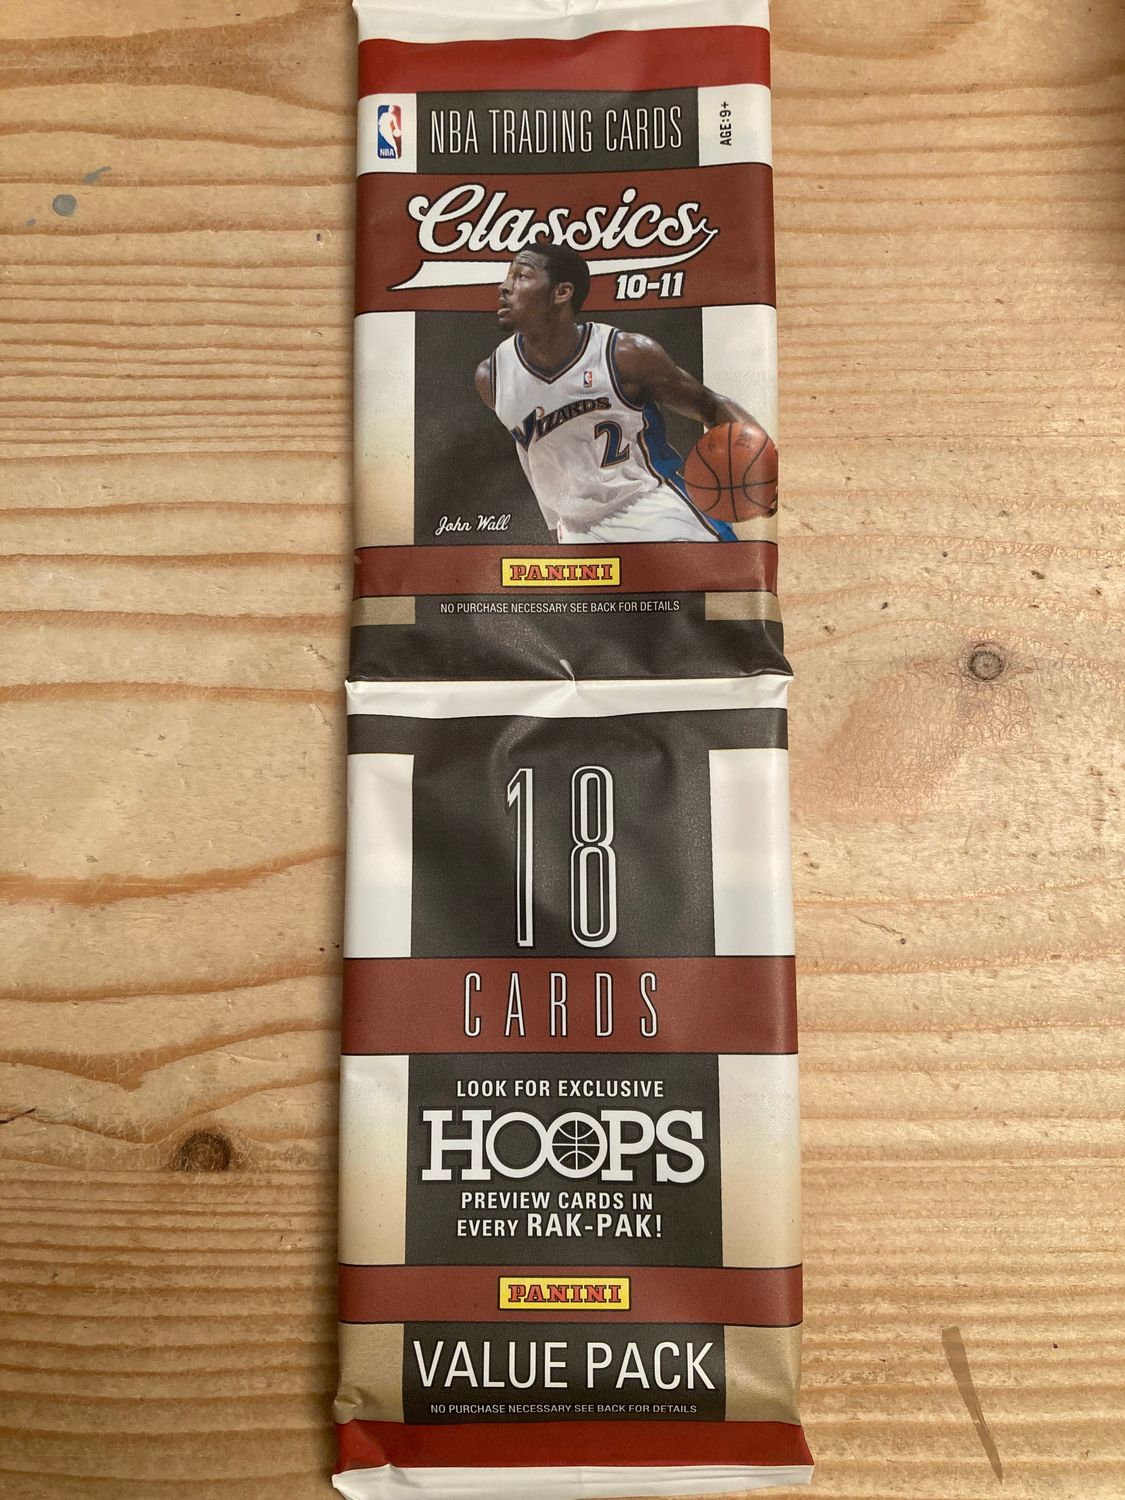 NBA
NBA TRADING CARDS
AGE: 9+
Classics
10-11
WIZARDS
2
John Wall
PANINI
NO PURCHASE NECESSARY SEE BACK FOR DETAILS
18
CARDS
LOOK FOR EXCLUSIVE
HOOPS
PREVIEW CARDS IN
EVERY RAK-PAK!
PANINI
VALUE PACK
NO PURCHASE NECESSARY SEE BACK FOR DETAILS